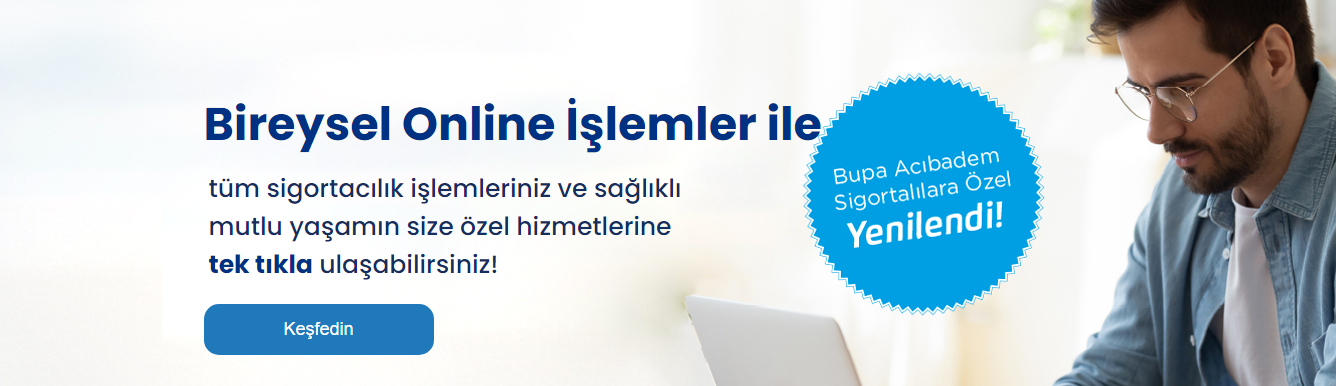 Bireysel Online İşlemler ile
tüm sigortacılık işlemleriniz ve sağlıklı
mutlu yaşamın size özel hizmetlerine
tek tıkla ulaşabilirsiniz!
Keşfedin
Bupa Acıbadem
Sigortalılara Özel
Yenilendi!